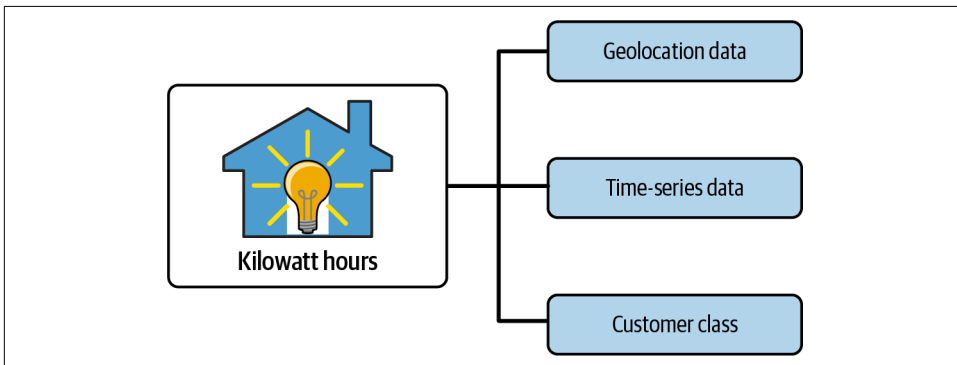 Geolocation data
Time-series data
Kilowatt hours
Customer class